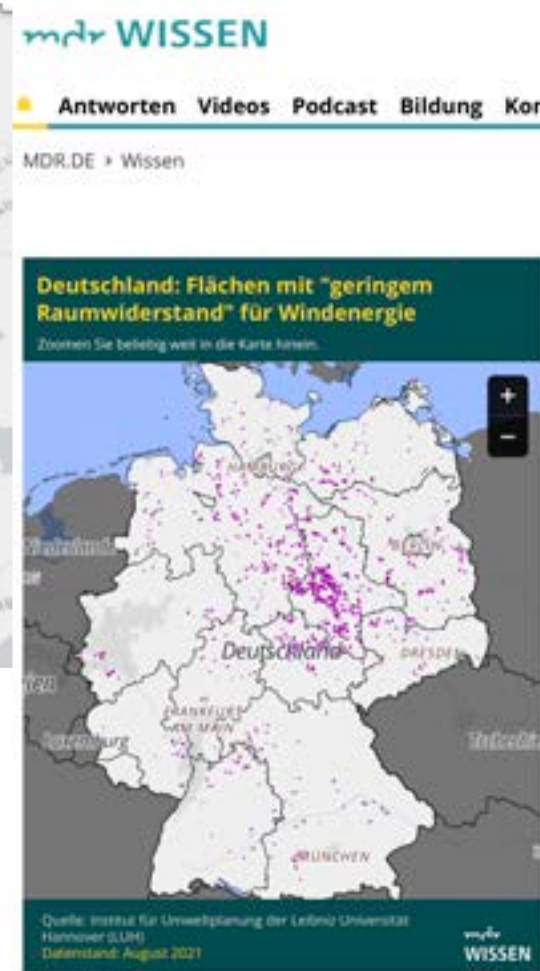 mdr WISSEN
Antworten Videos Podcast Bildung
MDR.DE › Wissen
Deutschland: Flächen mit "geringem
Raumwiderstand" für Windenergie
Zoomen Sie beliebig weit in die Karte hinein.
+
−
HAMBURG
Niederlande
BERLIN
Deutschland
DRESDEN
FRANKFURT
AM MAIN
Luxemburg
MÜNCHEN
Quelle: Institut für Umweltplanung der Leibniz Universität
Hannover (LUH)
Datenstand: August 2021
mdr
WISSEN